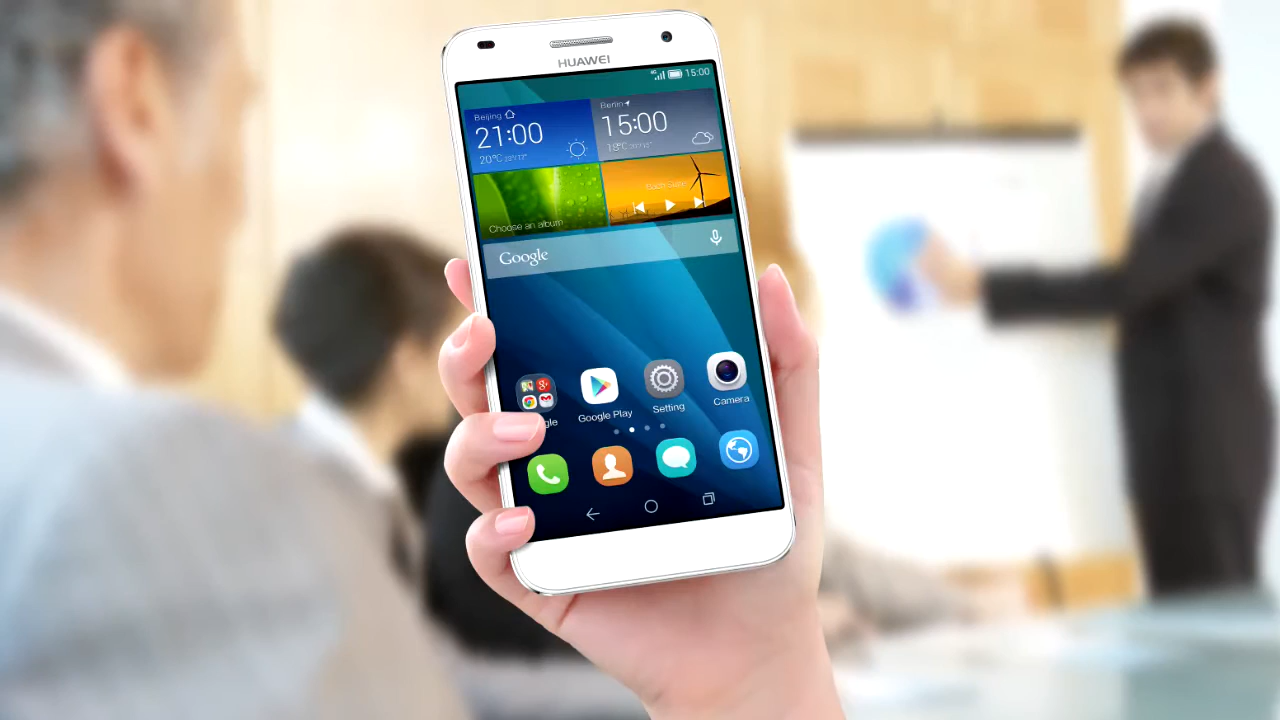 HUAWEI
4G 15:00
Beijing
21:00
20°C
Berlin
15:00
18°C
Choose an album
Google
Google Play
Setting
Camera